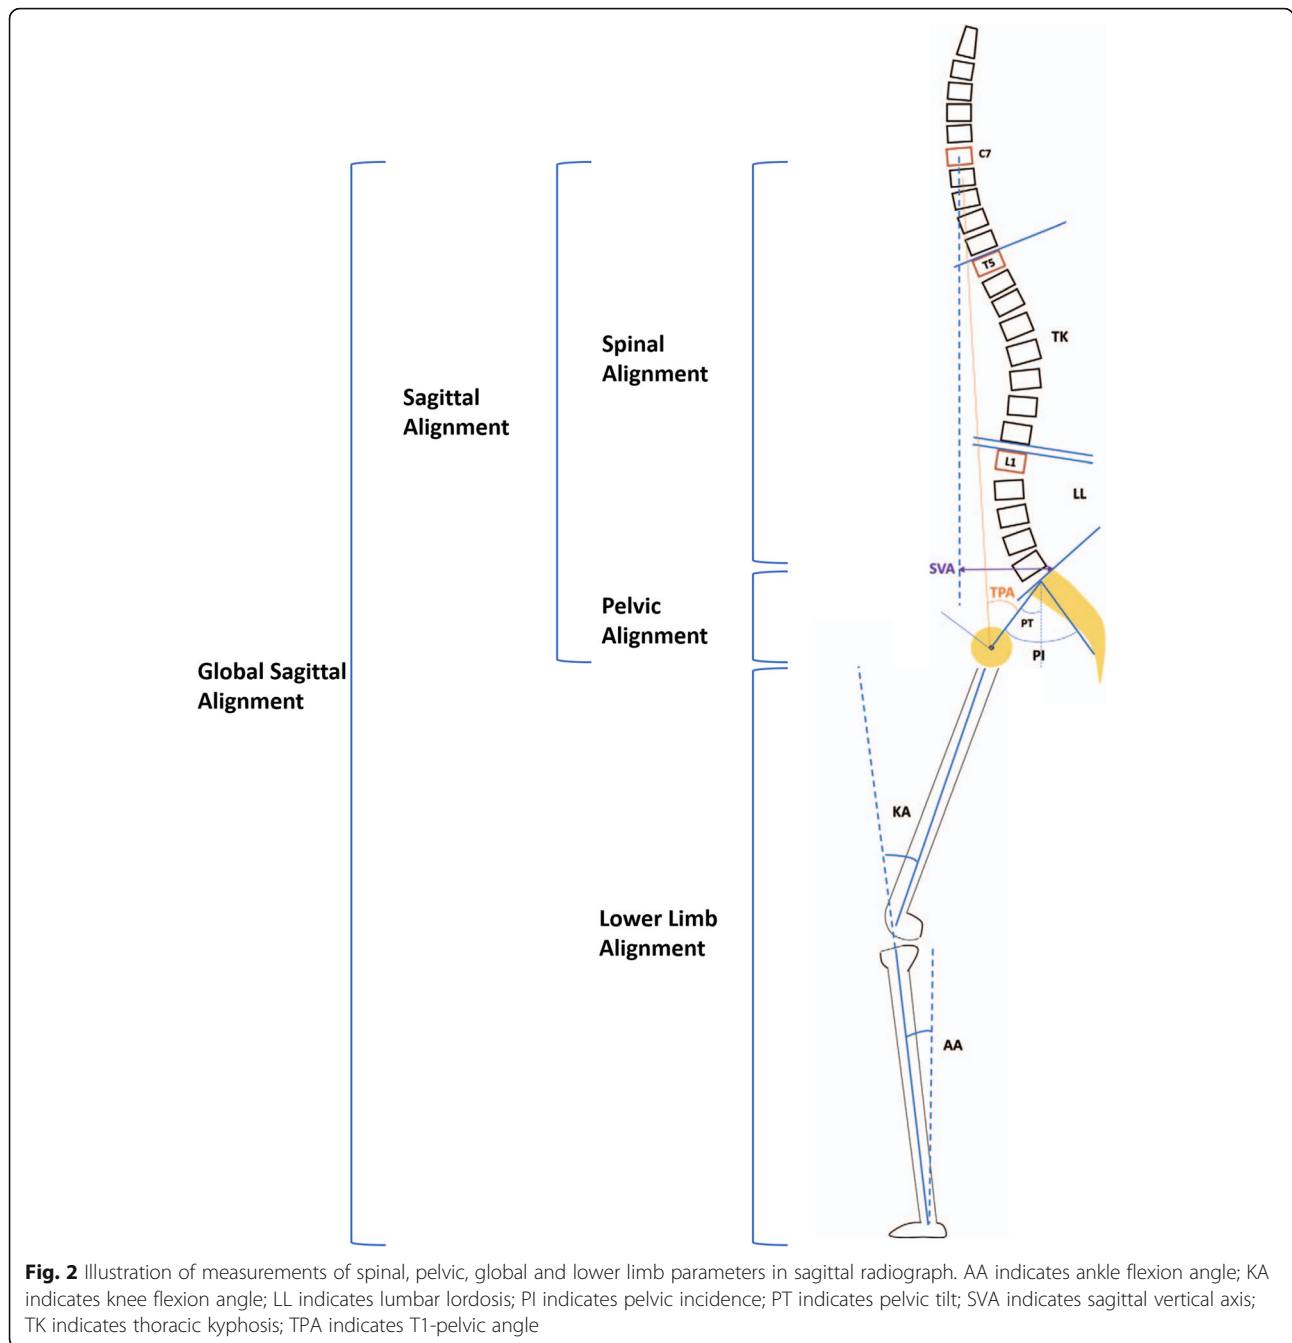 C7
T5
TK
Spinal
Alignment
Sagittal
Alignment
L1
LL
SVA
TPA
PT
PI
Pelvic
Alignment
Global Sagittal
Alignment
KA
Lower Limb
Alignment
AA
Fig. 2 Illustration of measurements of spinal, pelvic, global and lower limb parameters in sagittal radiograph. AA indicates ankle flexion angle; KA
indicates knee flexion angle; LL indicates lumbar lordosis; PI indicates pelvic incidence; PT indicates pelvic tilt; SVA indicates sagittal vertical axis;
TK indicates thoracic kyphosis; TPA indicates T1-pelvic angle